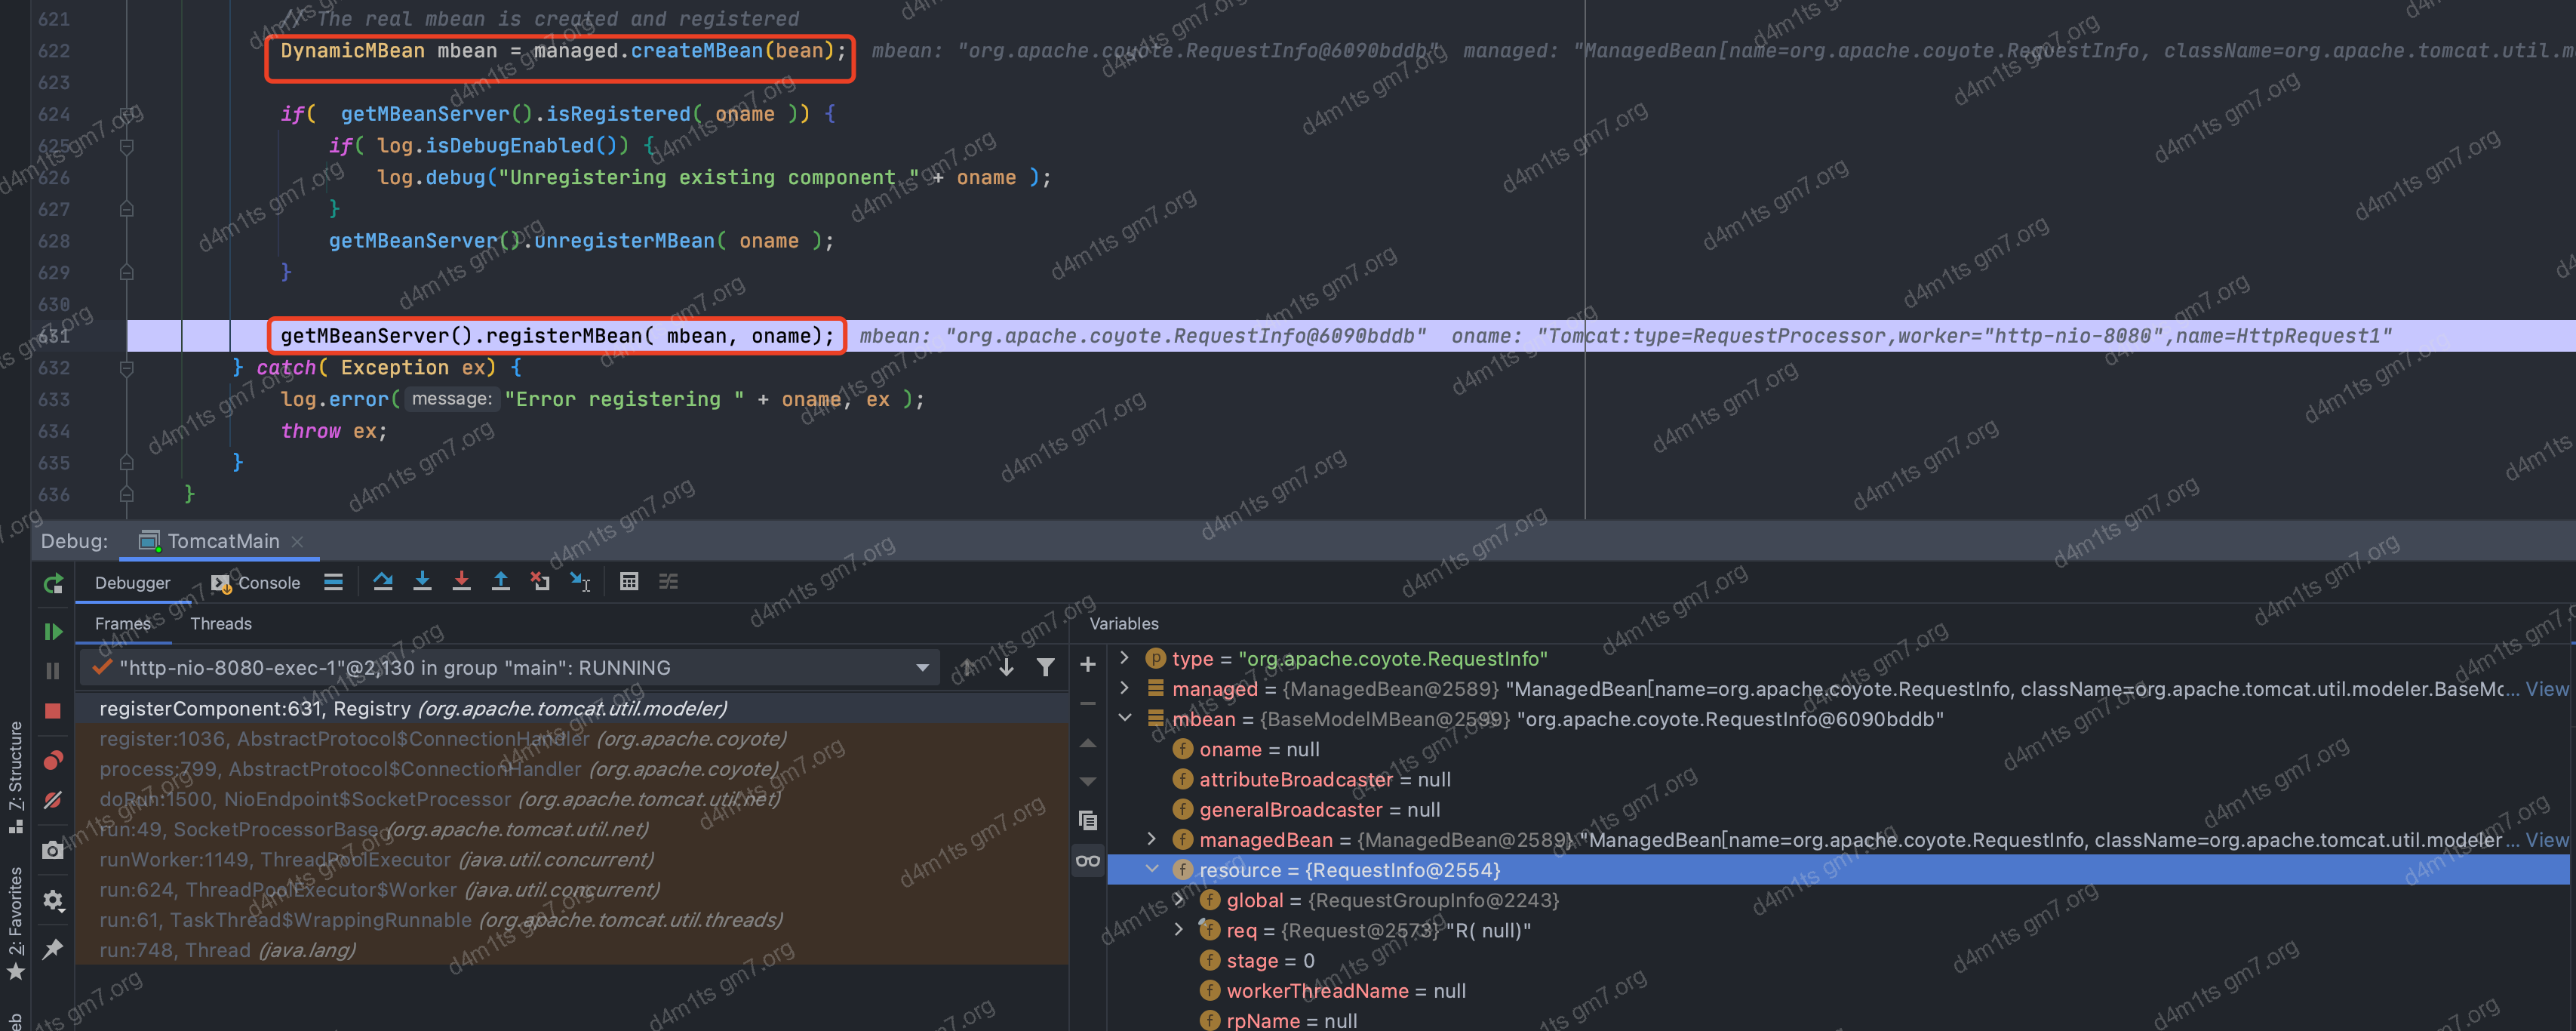 621 // The real mbean is created and registered
622 DynamicMBean mbean = managed.createMBean(bean); mbean: "org.apache.coyote.RequestInfo@6090bddb" managed: "ManagedBean[name=org.apache.coyote.RequestInfo, className=org.apache.tomcat.util.m
623
624 if( getMBeanServer().isRegistered( oname )) {
625 if( log.isDebugEnabled()) {
626 log.debug("Unregistering existing component " + oname );
627 }
628 getMBeanServer().unregisterMBean( oname );
629 }
630
631 getMBeanServer().registerMBean( mbean, oname); mbean: "org.apache.coyote.RequestInfo@6090bddb" oname: "Tomcat:type=RequestProcessor,worker="http-nio-8080",name=HttpRequest1"
632 } catch( Exception ex) {
633 log.error( message: "Error registering " + oname, ex );
634 throw ex;
635 }
636 }
Debug: TomcatMain
Debugger Console
Frames Threads
"http-nio-8080-exec-1"@2,130 in group "main": RUNNING
registerComponent:631, Registry (org.apache.tomcat.util.modeler)
register:1036, AbstractProtocol$ConnectionHandler (org.apache.coyote)
process:799, AbstractProtocol$ConnectionHandler (org.apache.coyote)
doRun:1500, NioEndpoint$SocketProcessor (org.apache.tomcat.util.net)
run:49, SocketProcessorBase (org.apache.tomcat.util.net)
runWorker:1149, ThreadPoolExecutor (java.util.concurrent)
run:624, ThreadPoolExecutor$Worker (java.util.concurrent)
run:61, TaskThread$WrappingRunnable (org.apache.tomcat.util.threads)
run:748, Thread (java.lang)
Variables
type = "org.apache.coyote.RequestInfo"
managed = {ManagedBean@2589} "ManagedBean[name=org.apache.coyote.RequestInfo, className=org.apache.tomcat.util.modeler.BaseMo... View
mbean = {BaseModelMBean@2599} "org.apache.coyote.RequestInfo@6090bddb"
oname = null
attributeBroadcaster = null
generalBroadcaster = null
managedBean = {ManagedBean@2589} "ManagedBean[name=org.apache.coyote.RequestInfo, className=org.apache.tomcat.util.modeler... View
resource = {RequestInfo@2554}
global = {RequestGroupInfo@2243}
req = {Request@2573} "R( null)"
stage = 0
workerThreadName = null
rpName = null
7: Structure
2: Favorites
d4m1ts gm7.org